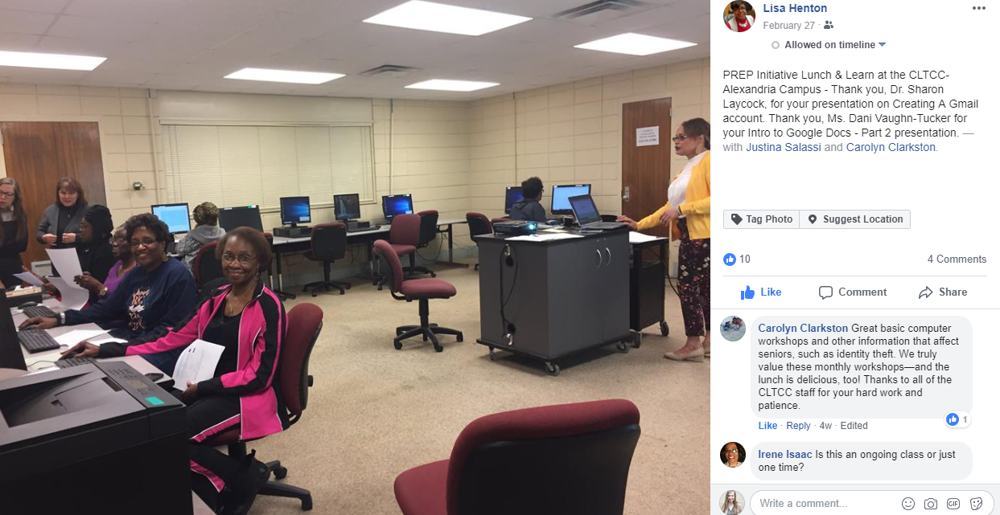 Lisa Henton
February 27
Allowed on timeline
PREP Initiative Lunch & Learn at the CLTCC-
Alexandria Campus - Thank you, Dr. Sharon
Laycock, for your presentation on Creating A Gmail
account. Thank you, Ms. Dani Vaughn-Tucker for
your Intro to Google Docs - Part 2 presentation. —
with Justina Salassi and Carolyn Clarkston.
Tag Photo
Suggest Location
10
4 Comments
Like
Comment
Share
Carolyn Clarkston Great basic computer
workshops and other information that affect
seniors, such as identity theft. We truly
value these monthly workshops—and the
lunch is delicious, too! Thanks to all of the
CLTCC staff for your hard work and
patience.
1
Like · Reply · 4w · Edited
Irene Isaac Is this an ongoing class or just
one time?
Write a comment...
GIF